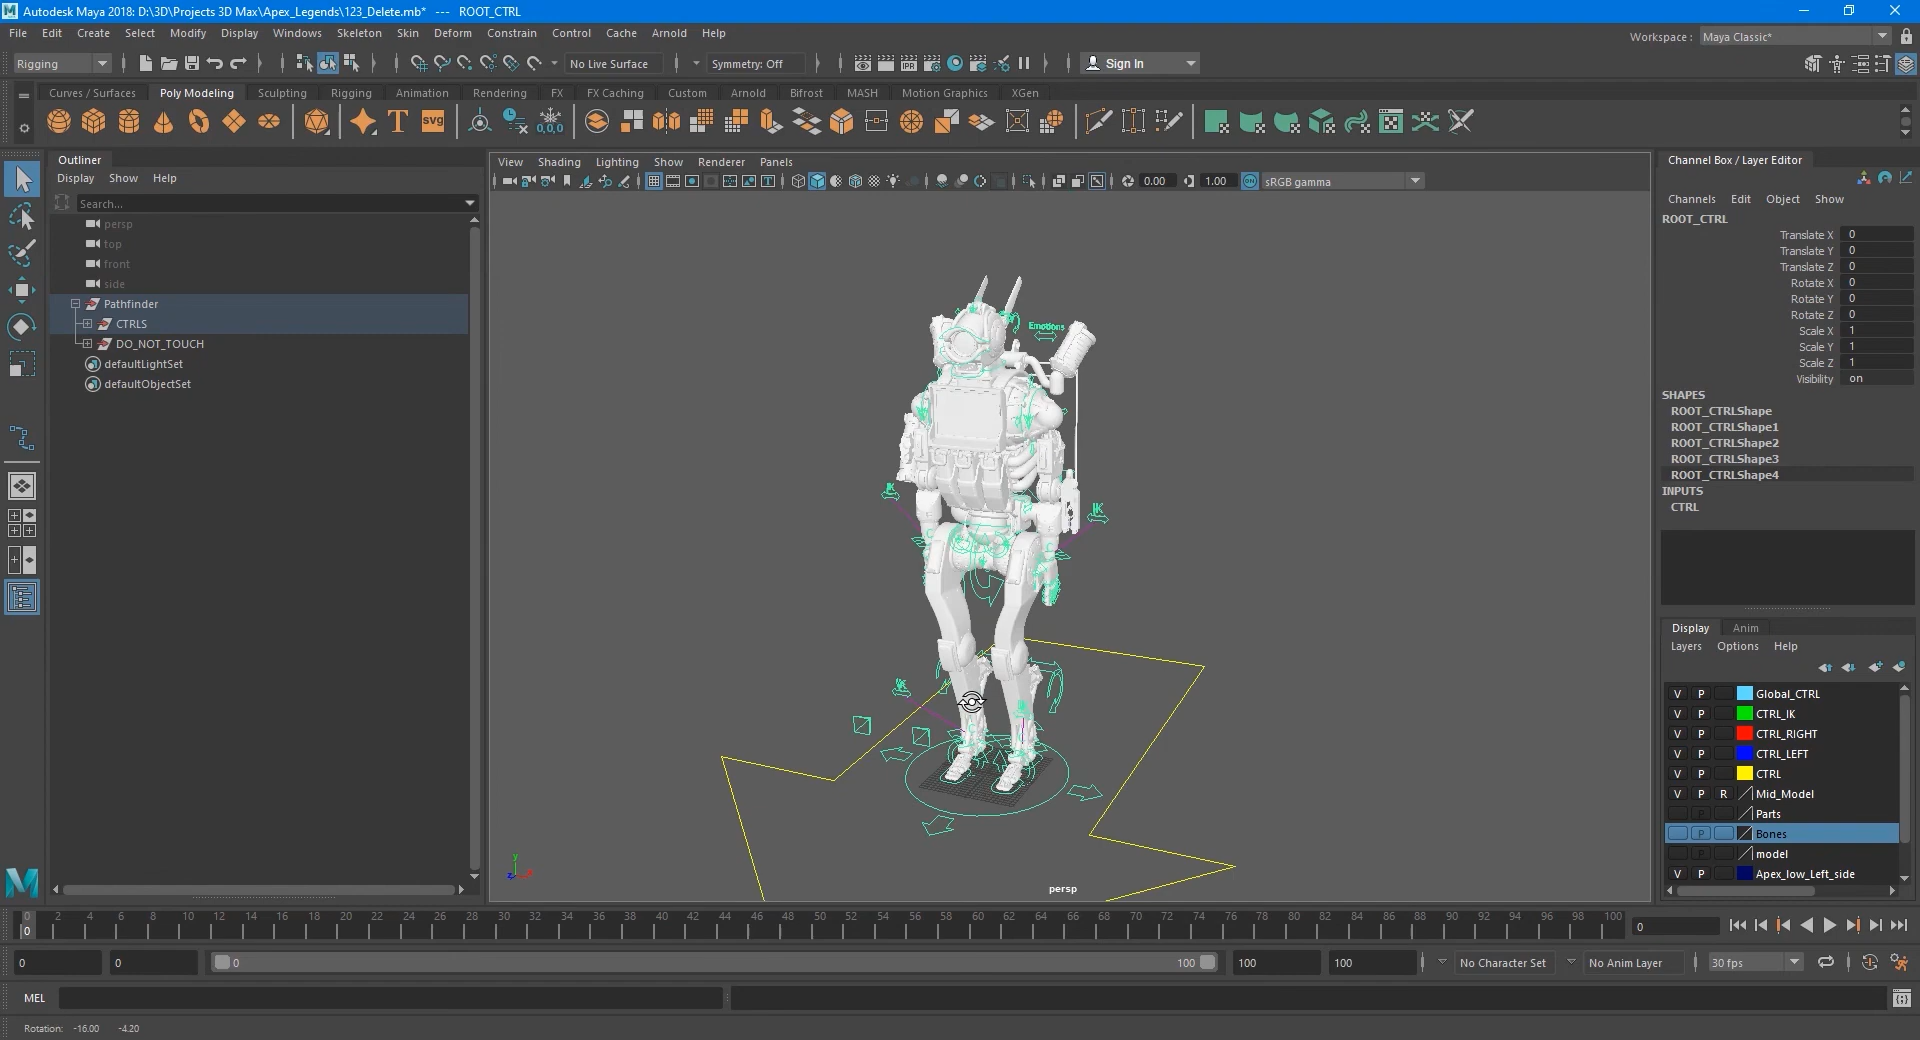 Autodesk Maya 2018: D:\3D\Projects 3D Max\Apex_Legends\123_Delete.mb*   ---   ROOT_CTRL
File Edit Create Select Modify Display Windows Skeleton Skin Deform Constrain Control Cache Arnold Help
Workspace : Maya Classic*
Rigging No Live Surface Symmetry: Off Sign In
Curves / Surfaces Poly Modeling Sculpting Rigging Animation Rendering FX FX Caching Custom Arnold Bifrost MASH Motion Graphics XGen
T svg 0,0,0
Outliner
Display Show Help
Search...
persp
top
front
side
Pathfinder
CTRLS
DO_NOT_TOUCH
defaultLightSet
defaultObjectSet
View Shading Lighting Show Renderer Panels
0.00 1.00 sRGB gamma
Emotions
IK
IK
IK
persp
Channel Box / Layer Editor
Channels Edit Object Show
ROOT_CTRL
Translate X 0
Translate Y 0
Translate Z 0
Rotate X 0
Rotate Y 0
Rotate Z 0
Scale X 1
Scale Y 1
Scale Z 1
Visibility on
SHAPES
ROOT_CTRLShape
ROOT_CTRLShape1
ROOT_CTRLShape2
ROOT_CTRLShape3
ROOT_CTRLShape4
INPUTS
CTRL
Display Anim
Layers Options Help
V P Global_CTRL
V P CTRL_IK
V P CTRL_RIGHT
V P CTRL_LEFT
V P CTRL
V P R Mid_Model
P Parts
P Bones
P model
V P Apex_low_Left_side
0 2 4 6 8 10 12 14 16 18 20 22 24 26 28 30 32 34 36 38 40 42 44 46 48 50 52 54 56 58 60 62 64 66 68 70 72 74 76 78 80 82 84 86 88 90 92 94 96 98 100
0 0
0 0 0 100 100 100 No Character Set No Anim Layer 30 fps
MEL
Rotation: -16.00 -4.20